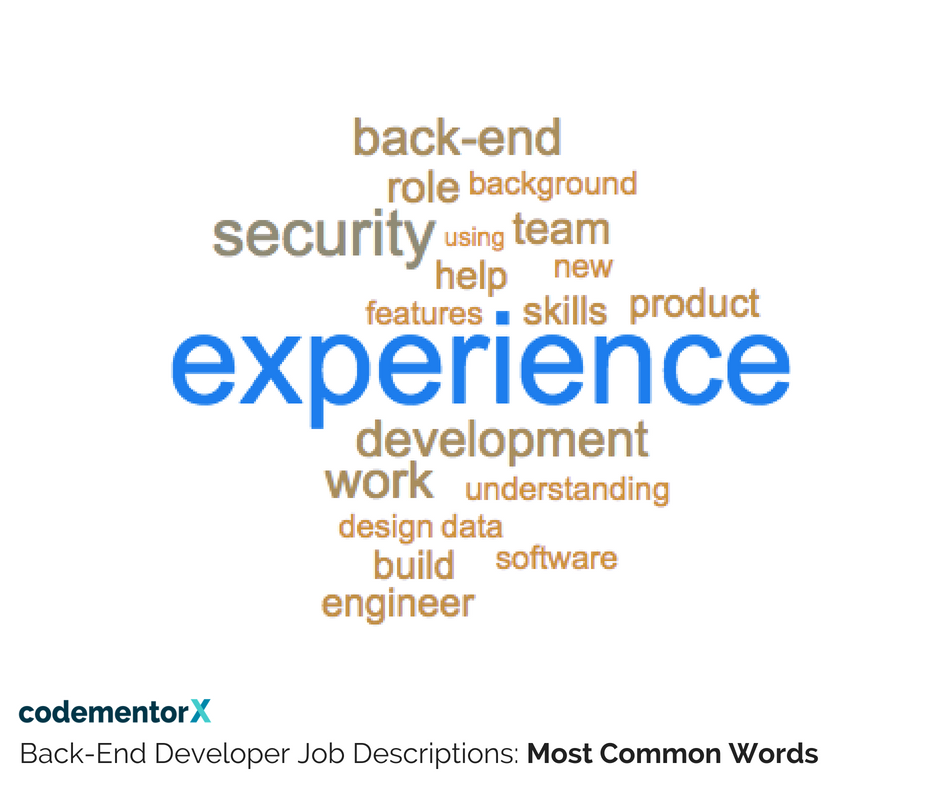 back-end
role background
security using team
help new
features skills product
experience
development
work understanding
design data
build software
engineer
codementorX
Back-End Developer Job Descriptions: Most Common Words